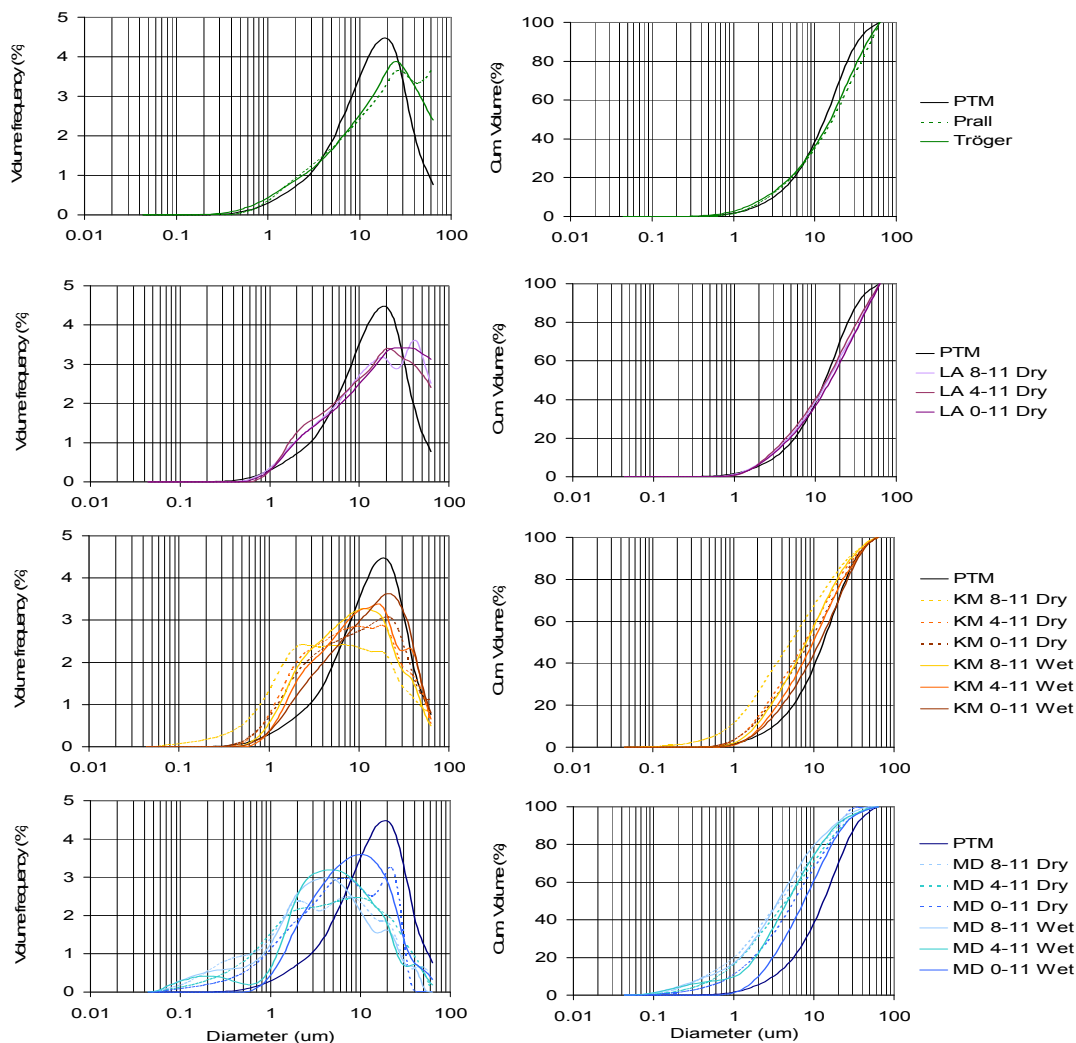 Volume frequency (%)
5
4
3
2
1
0
0.01 0.1 1 10 100
Cum Volume (%)
100
80
60
40
20
0
0.01 0.1 1 10 100
PTM
Prall
Tröger
Volume frequency (%)
5
4
3
2
1
0
0.01 0.1 1 10 100
Cum Volume (%)
100
80
60
40
20
0
0.01 0.1 1 10 100
PTM
LA 8-11 Dry
LA 4-11 Dry
LA 0-11 Dry
Volume frequency (%)
5
4
3
2
1
0
0.01 0.1 1 10 100
Cum Volume (%)
100
80
60
40
20
0
0.01 0.1 1 10 100
PTM
KM 8-11 Dry
KM 4-11 Dry
KM 0-11 Dry
KM 8-11 Wet
KM 4-11 Wet
KM 0-11 Wet
Volume frequency (%)
5
4
3
2
1
0
0.01 0.1 1 10 100
Diameter (um)
Cum Volume (%)
100
80
60
40
20
0
0.01 0.1 1 10 100
Diameter (um)
PTM
MD 8-11 Dry
MD 4-11 Dry
MD 0-11 Dry
MD 8-11 Wet
MD 4-11 Wet
MD 0-11 Wet